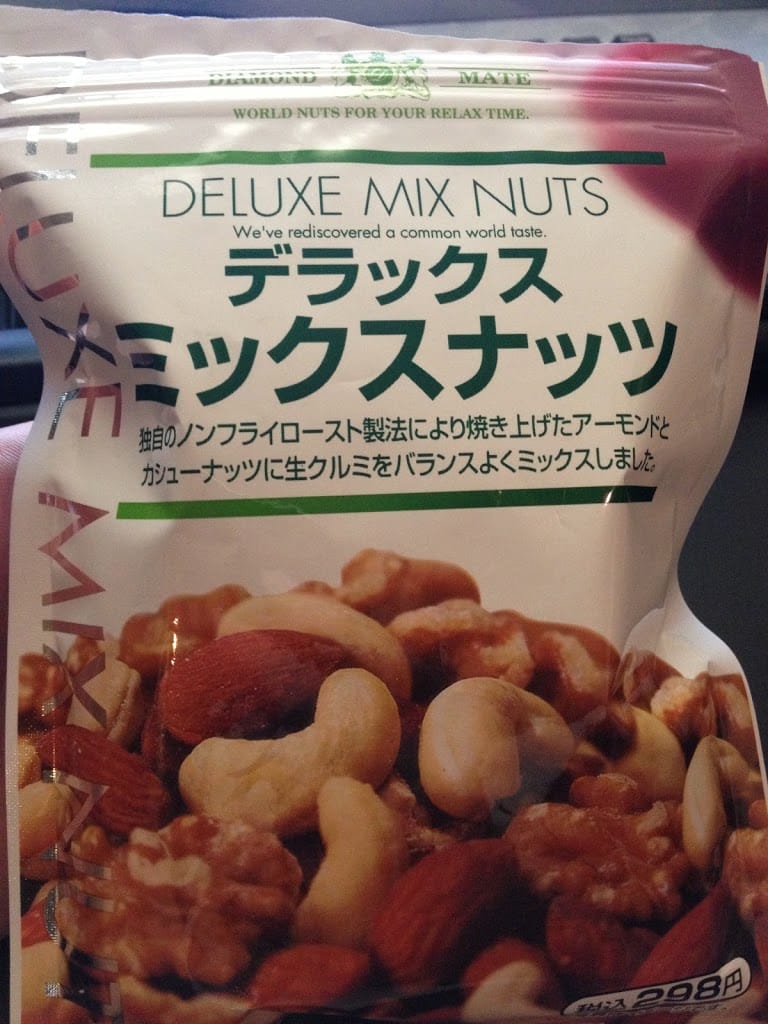 DIAMOND MATE
WORLD NUTS FOR YOUR RELAX TIME.
DELUXE MIX NUTS
We've rediscovered a common world taste.
デラックス
ミックスナッツ
独自のノンフライロースト製法により焼き上げたアーモンドと
カシューナッツに生クルミをバランスよくミックスしました。
DELUXE MIX NUT
税込298円